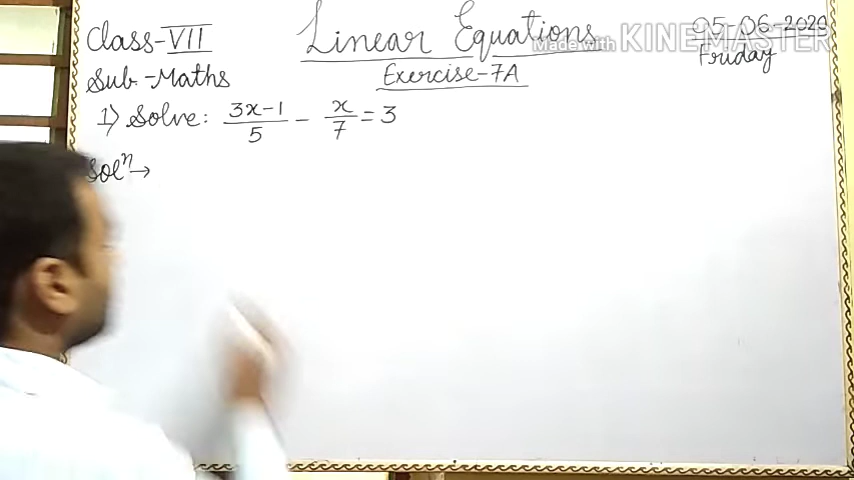 Class-VII
Linear Equations
05-06-2020
Friday
Made with KINEMASTER
Sub.-Maths
Exercise-7A
1) Solve: (3x-1)/5 - x/7 = 3
Solⁿ→